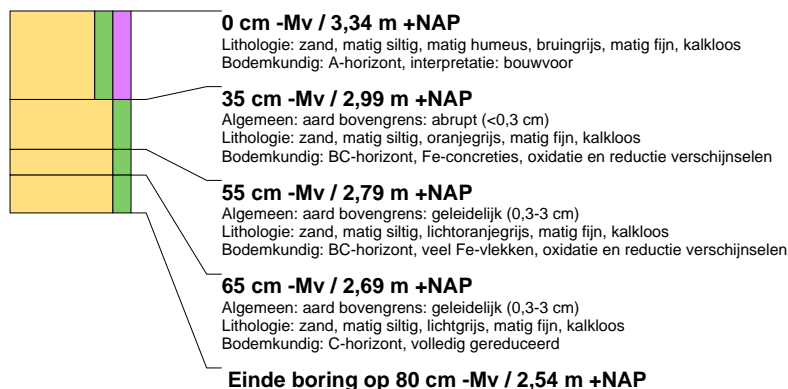 0 cm -Mv / 3,34 m +NAP
Lithologie: zand, matig siltig, matig humeus, bruingrijs, matig fijn, kalkloos
Bodemkundig: A-horizont, interpretatie: bouwvoor
35 cm -Mv / 2,99 m +NAP
Algemeen: aard bovengrens: abrupt (<0,3 cm)
Lithologie: zand, matig siltig, oranjegrijs, matig fijn, kalkloos
Bodemkundig: BC-horizont, Fe-concreties, oxidatie en reductie verschijnselen
55 cm -Mv / 2,79 m +NAP
Algemeen: aard bovengrens: geleidelijk (0,3-3 cm)
Lithologie: zand, matig siltig, lichtoranjegrijs, matig fijn, kalkloos
Bodemkundig: BC-horizont, veel Fe-vlekken, oxidatie en reductie verschijnselen
65 cm -Mv / 2,69 m +NAP
Algemeen: aard bovengrens: geleidelijk (0,3-3 cm)
Lithologie: zand, matig siltig, lichtgrijs, matig fijn, kalkloos
Bodemkundig: C-horizont, volledig gereduceerd
Einde boring op 80 cm -Mv / 2,54 m +NAP